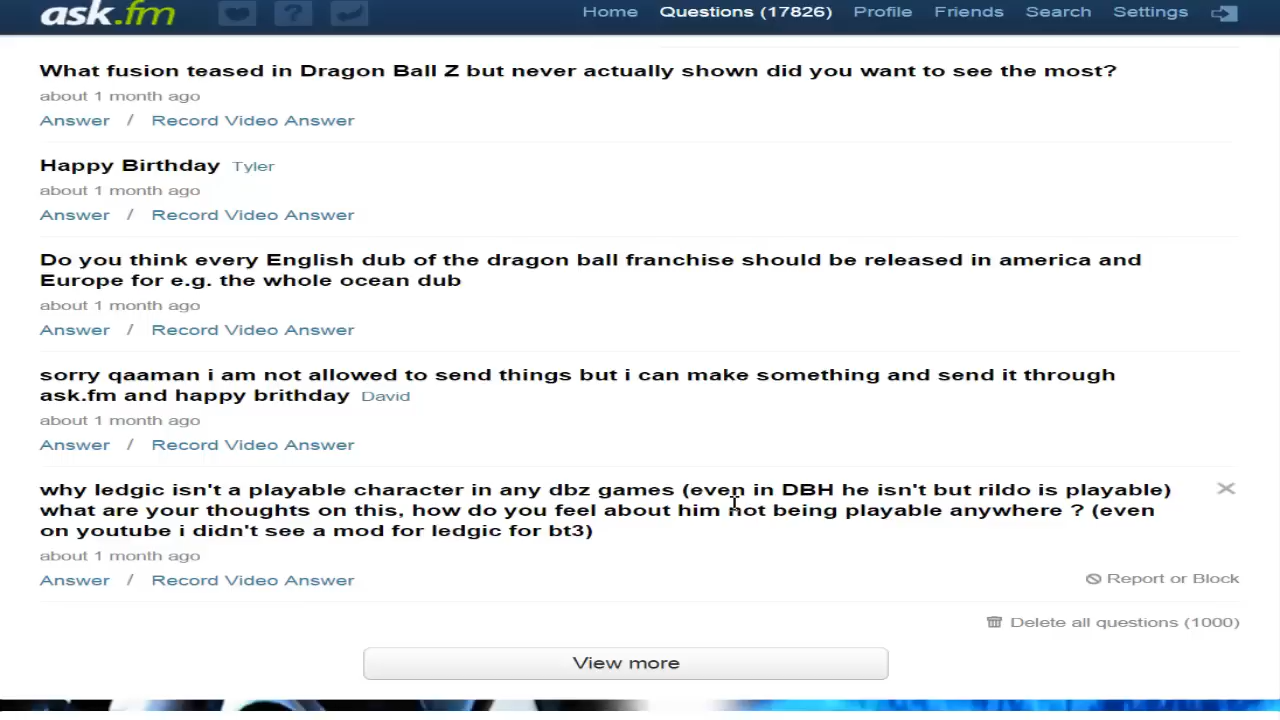 ask.fm Home Questions (17826) Profile Friends Search Settings
What fusion teased in Dragon Ball Z but never actually shown did you want to see the most?
about 1 month ago
Answer / Record Video Answer
Happy Birthday Tyler
about 1 month ago
Answer / Record Video Answer
Do you think every English dub of the dragon ball franchise should be released in america and
Europe for e.g. the whole ocean dub
about 1 month ago
Answer / Record Video Answer
sorry qaaman i am not allowed to send things but i can make something and send it through
ask.fm and happy brithday David
about 1 month ago
Answer / Record Video Answer
why ledgic isn't a playable character in any dbz games (even in DBH he isn't but rildo is playable)
what are your thoughts on this, how do you feel about him not being playable anywhere ? (even
on youtube i didn't see a mod for ledgic for bt3)
about 1 month ago
Answer / Record Video Answer
Report or Block
Delete all questions (1000)
View more